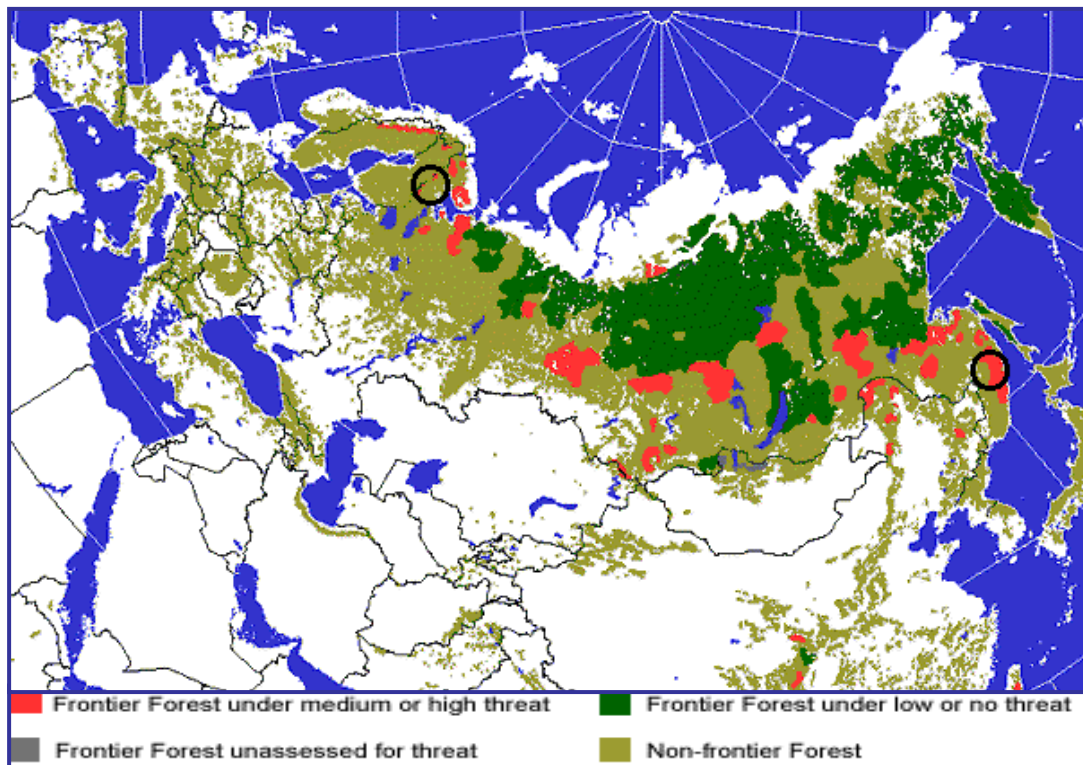 Frontier Forest under medium or high threat
Frontier Forest under low or no threat
Frontier Forest unassessed for threat
Non-frontier Forest